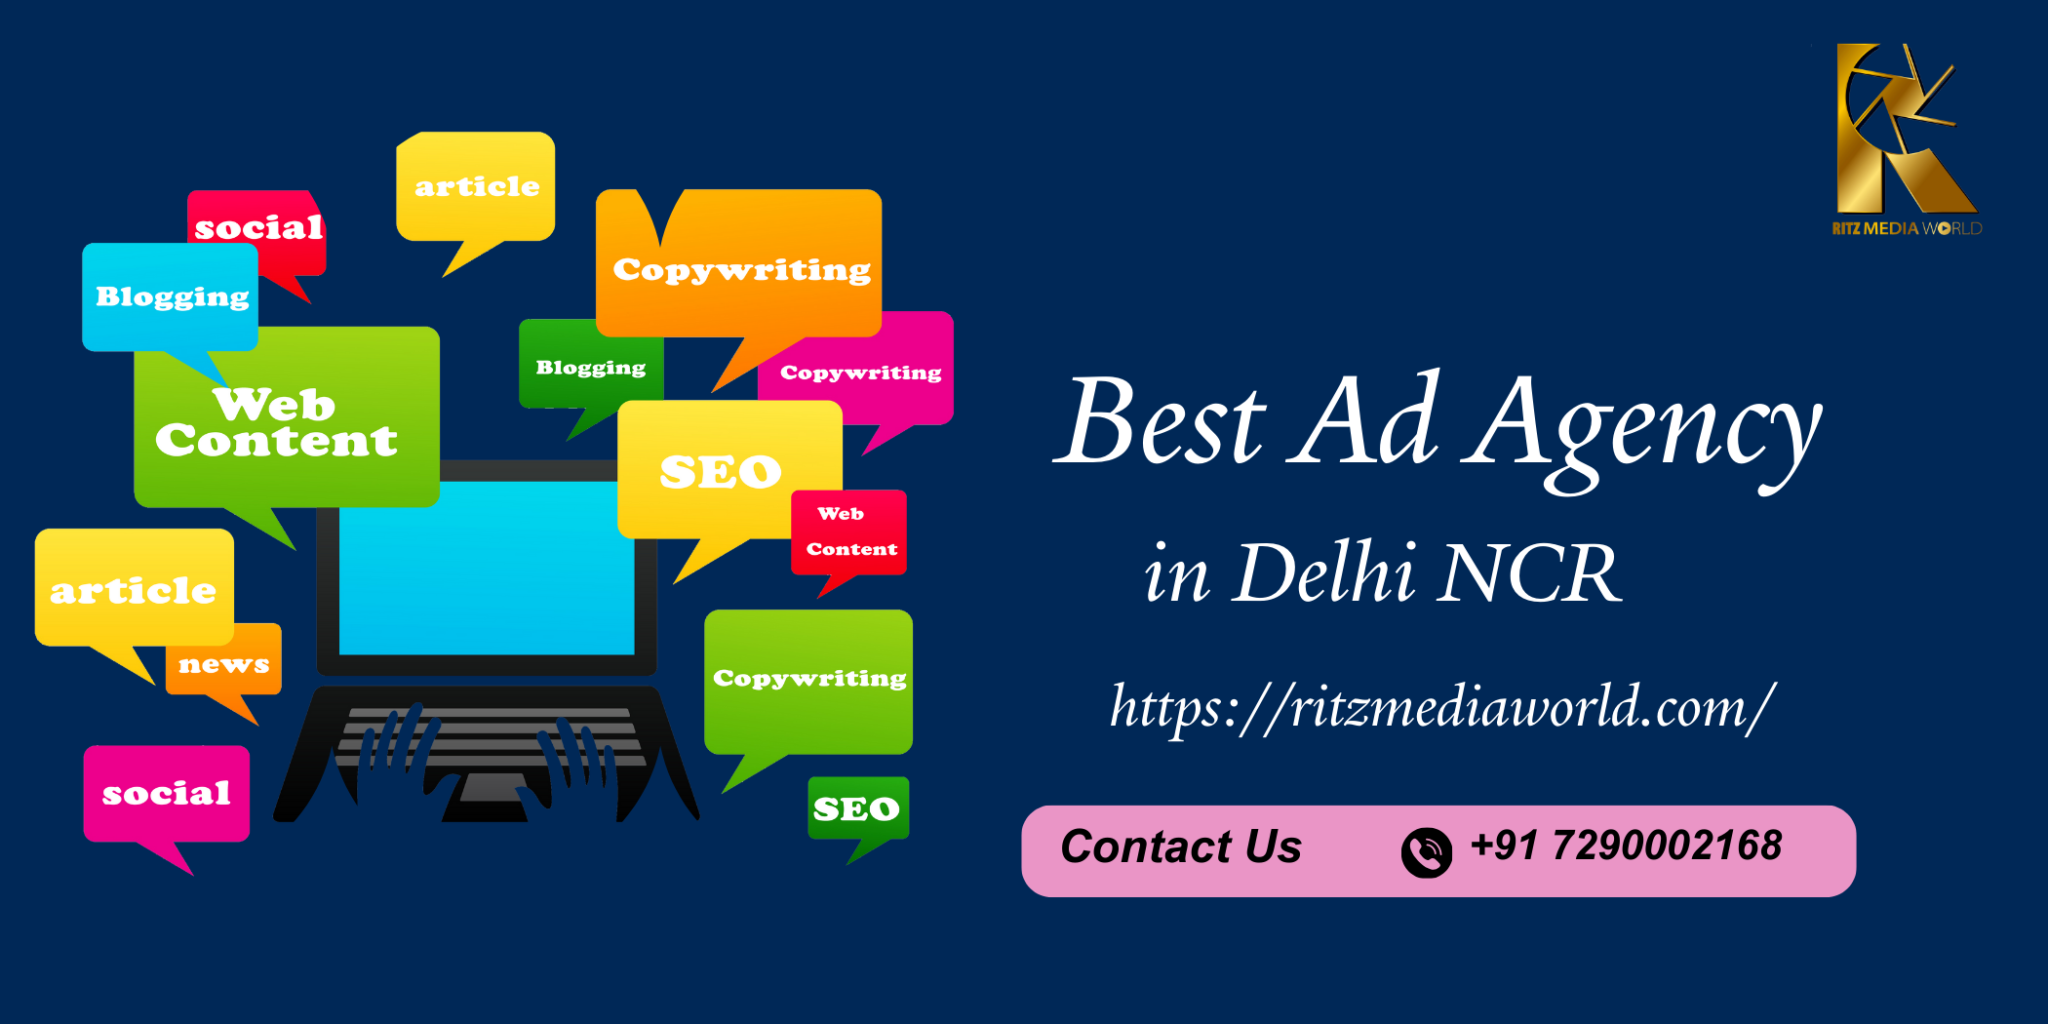 RITZ MEDIA WORLD
article
social
Copywriting
Blogging
Blogging
Copywriting
Web
Content
SEO
Web
Content
article
news
Copywriting
social
SEO
Best Ad Agency
in Delhi NCR
https://ritzmediaworld.com/
Contact Us
+91 7290002168